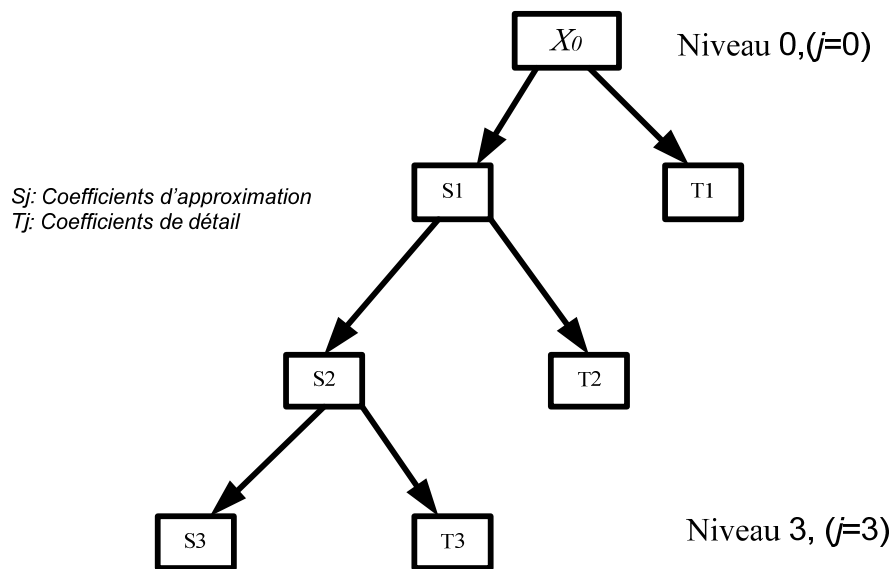 X0
Niveau 0,(j=0)
S1
T1
Sj: Coefficients d'approximation
Tj: Coefficients de détail
S2
T2
S3
T3
Niveau 3, (j=3)